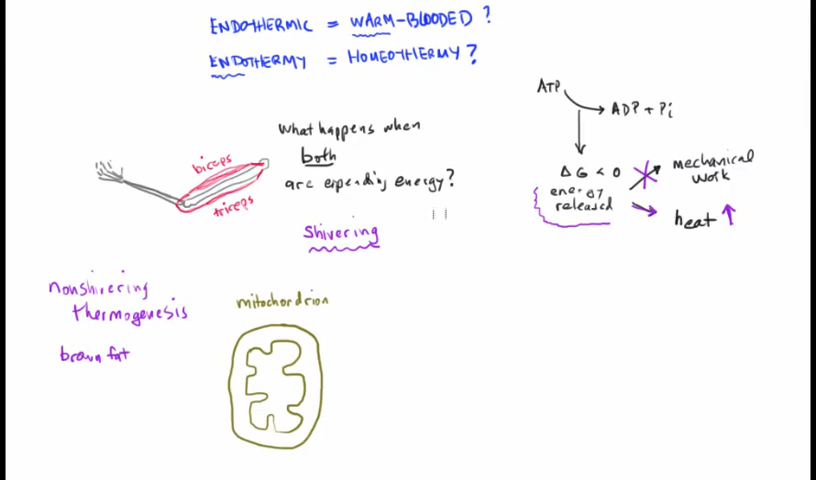 ENDOTHERMIC = WARM-BLOODED ?
ENDOTHERMY = HOMEOTHERMY ?
ATP
ADP + Pi
What happens when
both
are expending energy?
biceps
triceps
ΔG < 0
energy
released
mechanical
work
heat ↑
Shivering
nonshivering
thermogenesis
brown fat
mitochondrion